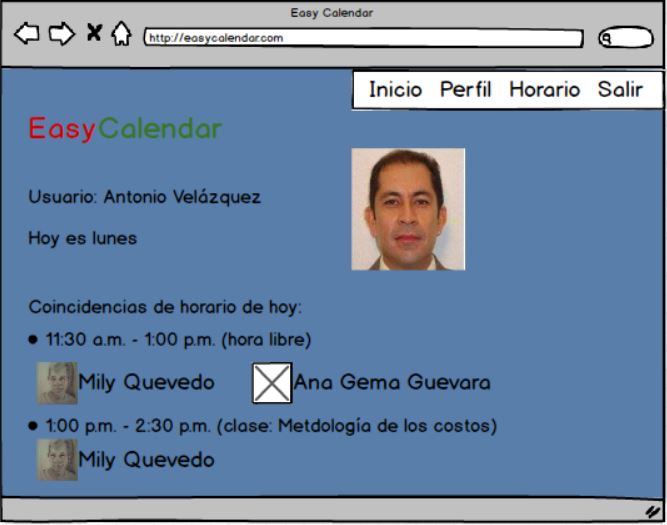 Easy Calendar
http://easycalendar.com
Inicio Perfil Horario Salir
EasyCalendar
Usuario: Antonio Velázquez
Hoy es lunes
Coincidencias de horario de hoy:
• 11:30 a.m. - 1:00 p.m. (hora libre)
Mily Quevedo Ana Gema Guevara
• 1:00 p.m. - 2:30 p.m. (clase: Metdología de los costos)
Mily Quevedo